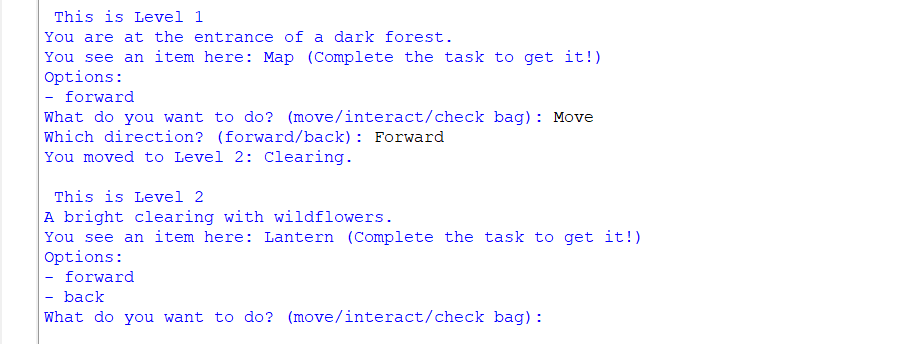 This is Level 1
You are at the entrance of a dark forest.
You see an item here: Map (Complete the task to get it!)
Options:
- forward
What do you want to do? (move/interact/check bag): Move
Which direction? (forward/back): Forward
You moved to Level 2: Clearing.
This is Level 2
A bright clearing with wildflowers.
You see an item here: Lantern (Complete the task to get it!)
Options:
- forward
- back
What do you want to do? (move/interact/check bag):